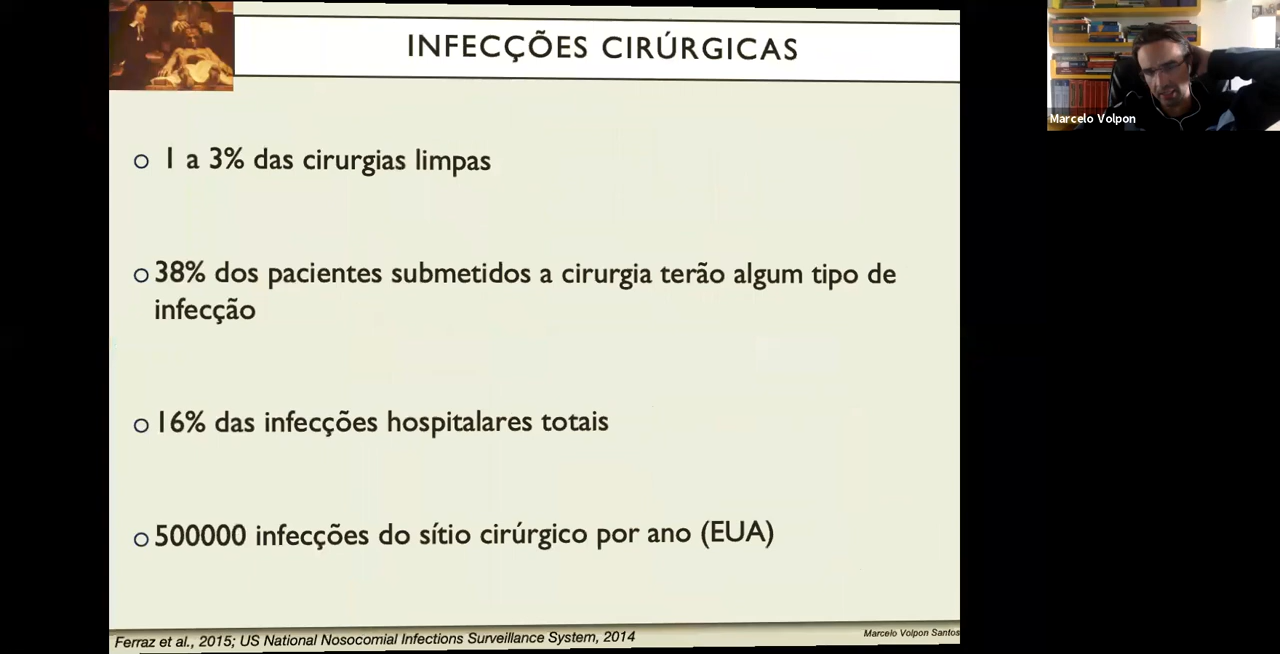 INFECÇÕES CIRÚRGICAS
1 a 3% das cirurgias limpas
38% dos pacientes submetidos a cirurgia terão algum tipo de
infecção
16% das infecções hospitalares totais
500000 infecções do sítio cirúrgico por ano (EUA)
Ferraz et al., 2015; US National Nosocomial Infections Surveillance System, 2014
Marcelo Volpon Santos
Marcelo Volpon